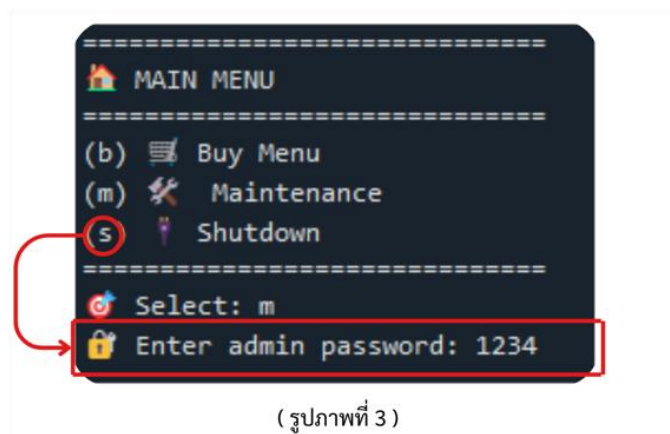 ===============================
🏠 MAIN MENU
===============================
(b) 🛒 Buy Menu
(m) 🛠 Maintenance
(s) 🔌 Shutdown
===============================
🎯 Select: m
🔐 Enter admin password: 1234
( รูปภาพที่ 3 )